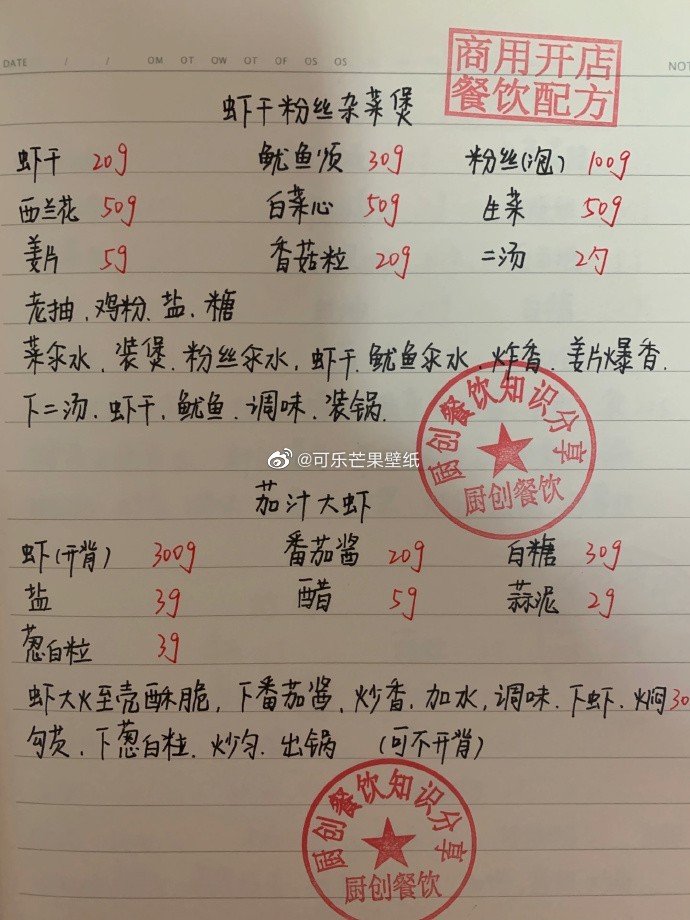 DATE / / OM OT OW OT OF OS OS NOT
商用开店
餐饮配方
虾干粉丝杂菜煲
虾干 20g 鱿鱼须 30g 粉丝(泡) 100g
西兰花 50g 白菜心 50g 生菜 50g
姜片 5g 香菇粒 20g 二汤 2勺
老抽、鸡粉、盐、糖
菜汆水、装煲、粉丝汆水，虾干、鱿鱼汆水、炸香、姜片爆香、
下二汤、虾干、鱿鱼、调味、装锅.
厨创餐饮知识分享
厨创餐饮
@可乐芒果壁纸
茄汁大虾
虾(开背) 300g 番茄酱 20g 白糖 30g
盐 3g 醋 5g 蒜泥 2g
葱白粒 3g
虾大火至壳酥脆，下番茄酱，炒香、加水，调味、下虾、焖30
勾芡、下葱白粒、炒匀、出锅 (可不开背)
厨创餐饮知识分享
厨创餐饮